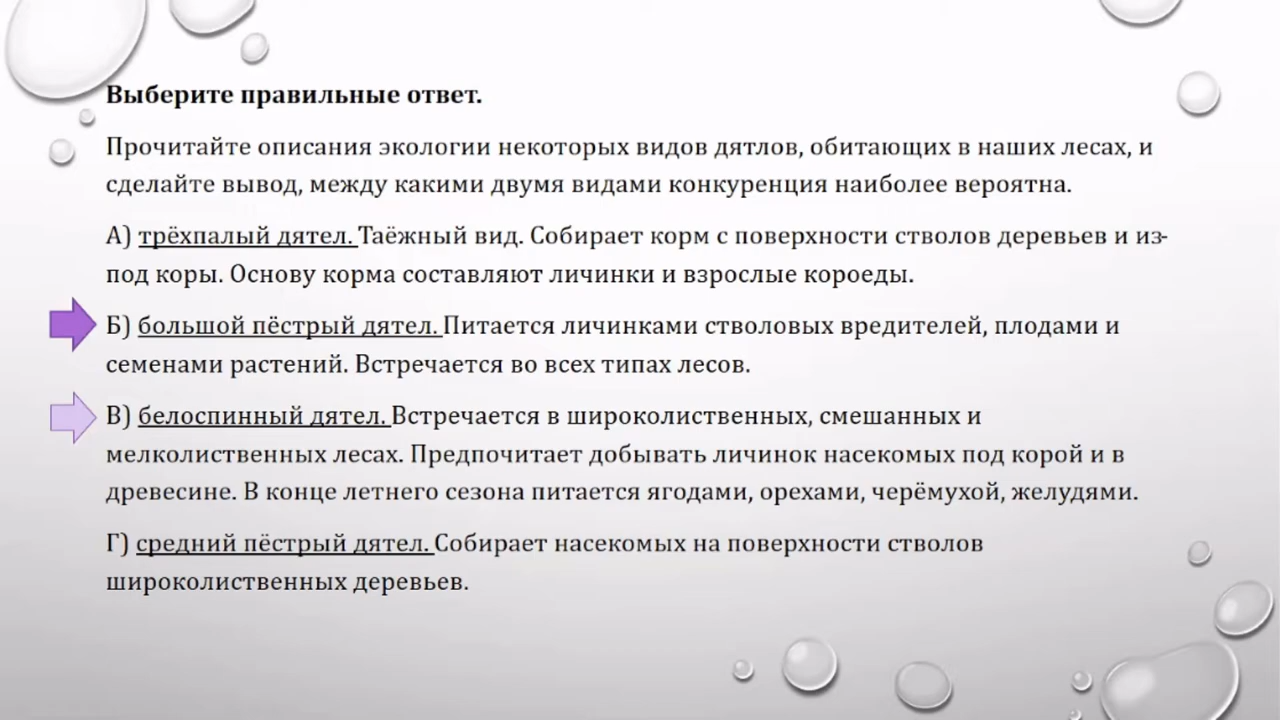 Выберите правильные ответ.
Прочитайте описания экологии некоторых видов дятлов, обитающих в наших лесах, и
сделайте вывод, между какими двумя видами конкуренция наиболее вероятна.
А) трёхпалый дятел. Таёжный вид. Собирает корм с поверхности стволов деревьев и из-
под коры. Основу корма составляют личинки и взрослые короеды.
Б) большой пёстрый дятел. Питается личинками стволовых вредителей, плодами и
семенами растений. Встречается во всех типах лесов.
В) белоспинный дятел. Встречается в широколиственных, смешанных и
мелколиственных лесах. Предпочитает добывать личинок насекомых под корой и в
древесине. В конце летнего сезона питается ягодами, орехами, черёмухой, желудями.
Г) средний пёстрый дятел. Собирает насекомых на поверхности стволов
широколиственных деревьев.